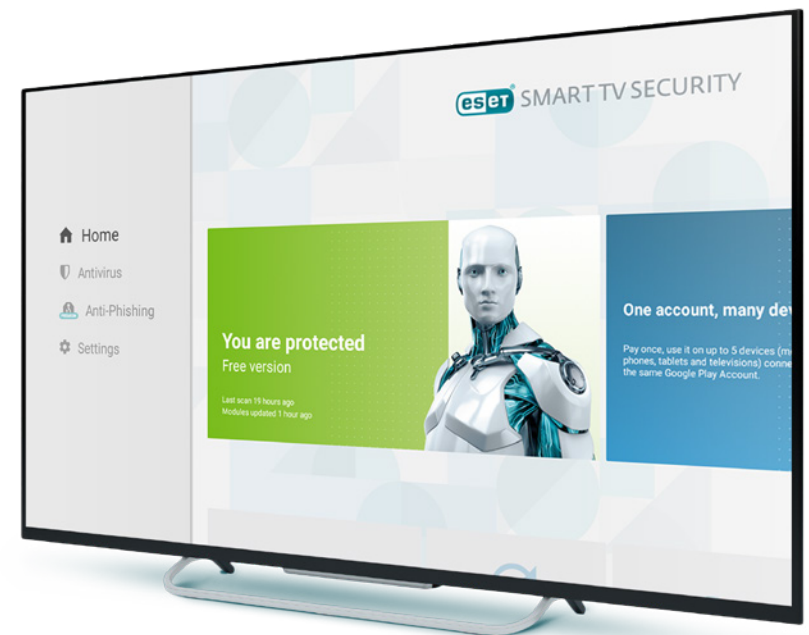 eset SMART TV SECURITY
Home
Antivirus
Anti-Phishing
Settings
You are protected
Free version
Last scan 19 hours ago
Modules updated 1 hour ago
One account, many
Pay once, use it on up to 5 devices
phones, tablets and televisions)
the same Google Play Account.